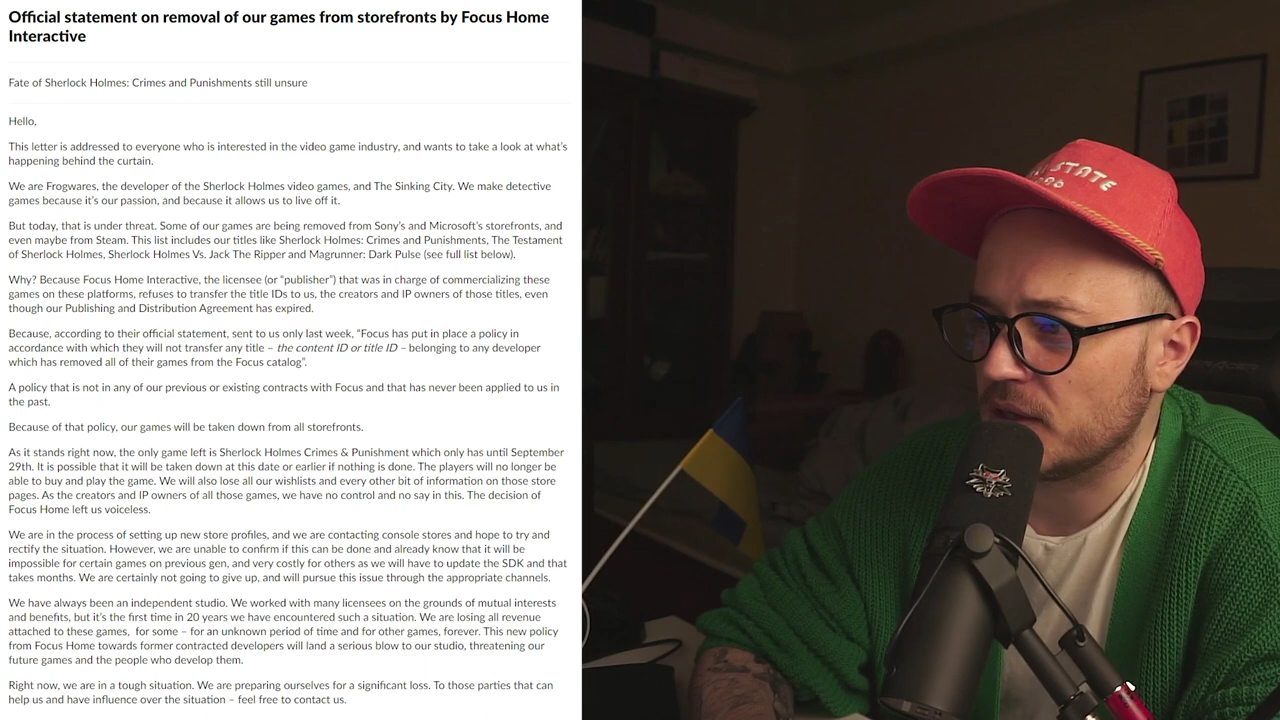 Official statement on removal of our games from storefronts by Focus Home
Interactive
Fate of Sherlock Holmes: Crimes and Punishments still unsure
Hello,
This letter is addressed to everyone who is interested in the video game industry, and wants to take a look at what's
happening behind the curtain.
We are Frogwares, the developer of the Sherlock Holmes video games, and The Sinking City. We make detective
games because it's our passion, and because it allows us to live off it.
But today, that is under threat. Some of our games are being removed from Sony's and Microsoft's storefronts, and
even maybe from Steam. This list includes our titles like Sherlock Holmes: Crimes and Punishments, The Testament
of Sherlock Holmes, Sherlock Holmes Vs. Jack The Ripper and Magrunner: Dark Pulse (see full list below).
Why? Because Focus Home Interactive, the licensee (or "publisher") that was in charge of commercializing these
games on these platforms, refuses to transfer the title IDs to us, the creators and IP owners of those titles, even
though our Publishing and Distribution Agreement has expired.
Because, according to their official statement, sent to us only last week, "Focus has put in place a policy in
accordance with which they will not transfer any title – the content ID or title ID – belonging to any developer
which has removed all of their games from the Focus catalog".
A policy that is not in any of our previous or existing contracts with Focus and that has never been applied to us in
the past.
Because of that policy, our games will be taken down from all storefronts.
As it stands right now, the only game left is Sherlock Holmes Crimes & Punishment which only has until September
29th. It is possible that it will be taken down at this date or earlier if nothing is done. The players will no longer be
able to buy and play the game. We will also lose all our wishlists and every other bit of information on those store
pages. As the creators and IP owners of all those games, we have no control and no say in this. The decision of
Focus Home left us voiceless.
We are in the process of setting up new store profiles, and we are contacting console stores and hope to try and
rectify the situation. However, we are unable to confirm if this can be done and already know that it will be
impossible for certain games on previous gen, and very costly for others as we will have to update the SDK and that
takes months. We are certainly not going to give up, and will pursue this issue through the appropriate channels.
We have always been an independent studio. We worked with many licensees on the grounds of mutual interests
and benefits, but it's the first time in 20 years we have encountered such a situation. We are losing all revenue
attached to these games,  for some – for an unknown period of time and for other games, forever. This new policy
from Focus Home towards former contracted developers will land a serious blow to our studio, threatening our
future games and the people who develop them.
Right now, we are in a tough situation. We are preparing ourselves for a significant loss. To those parties that can
help us and have influence over the situation – feel free to contact us.
STATE